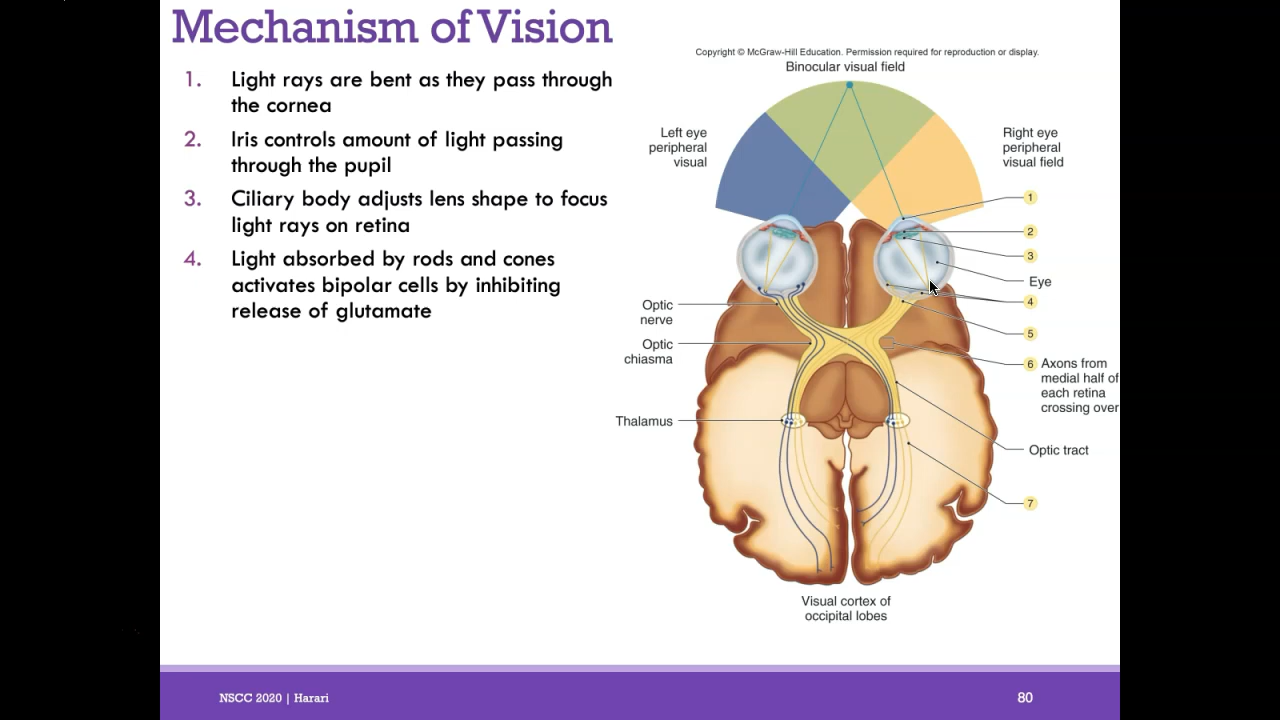 Mechanism of Vision
1. Light rays are bent as they pass through
the cornea
2. Iris controls amount of light passing
through the pupil
3. Ciliary body adjusts lens shape to focus
light rays on retina
4. Light absorbed by rods and cones
activates bipolar cells by inhibiting
release of glutamate
Copyright © McGraw-Hill Education. Permission required for reproduction or display.
Binocular visual field
Left eye
peripheral
visual
Right eye
peripheral
visual field
1
2
3
Eye
4
5
6 Axons from
medial half of
each retina
crossing over
Optic
nerve
Optic
chiasma
Thalamus
Optic tract
7
Visual cortex of
occipital lobes
NSCC 2020 | Harari
80